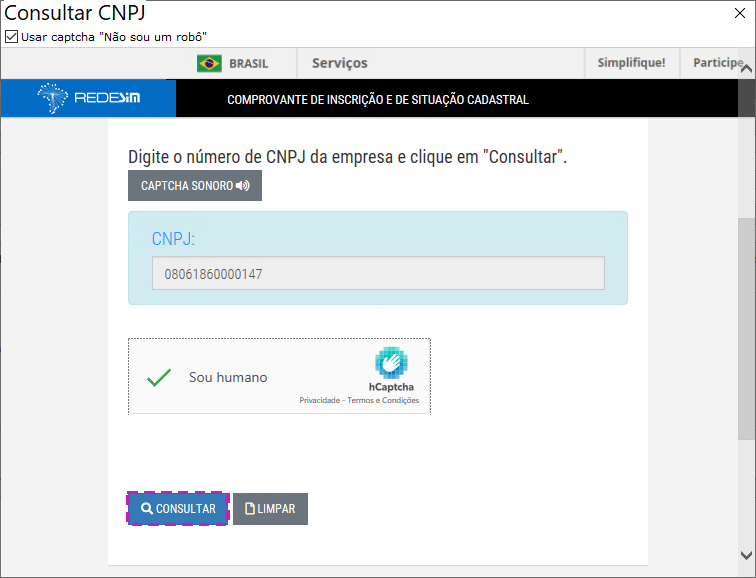 Consultar CNPJ
Usar captcha "Não sou um robô"
BRASIL Serviços Simplifique! Participe
REDESIM COMPROVANTE DE INSCRIÇÃO E DE SITUAÇÃO CADASTRAL
Digite o número de CNPJ da empresa e clique em "Consultar".
CAPTCHA SONORO
CNPJ:
08061860000147
Sou humano
hCaptcha
Privacidade - Termos e Condições
CONSULTAR LIMPAR